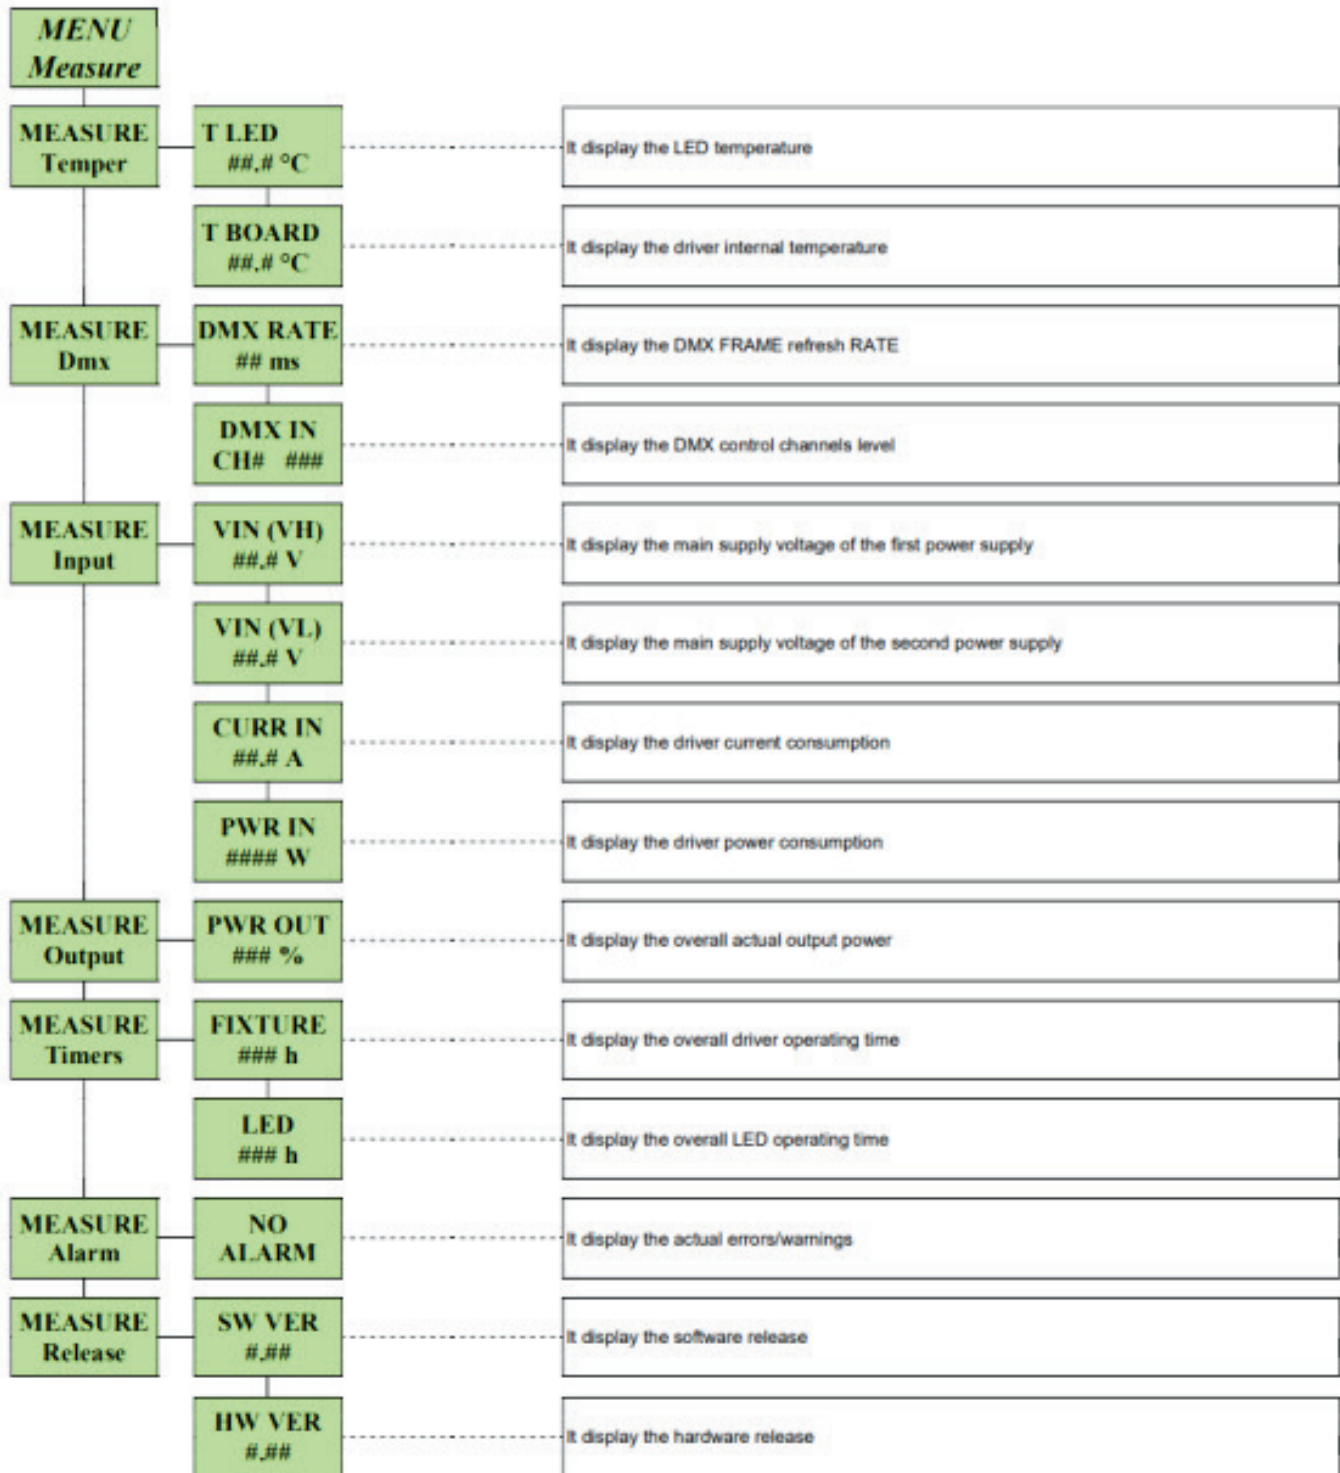 MENU
Measure
MEASURE
Temper
T LED
##.# °C
It display the LED temperature
T BOARD
##.# °C
It display the driver internal temperature
MEASURE
Dmx
DMX RATE
## ms
It display the DMX FRAME refresh RATE
DMX IN
CH# ###
It display the DMX control channels level
MEASURE
Input
VIN (VH)
##.# V
It display the main supply voltage of the first power supply
VIN (VL)
##.# V
It display the main supply voltage of the second power supply
CURR IN
##.# A
It display the driver current consumption
PWR IN
#### W
It display the driver power consumption
MEASURE
Output
PWR OUT
### %
It display the overall actual output power
MEASURE
Timers
FIXTURE
### h
It display the overall driver operating time
LED
### h
It display the overall LED operating time
MEASURE
Alarm
NO
ALARM
It display the actual errors/warnings
MEASURE
Release
SW VER
#.##
It display the software release
HW VER
#.##
It display the hardware release